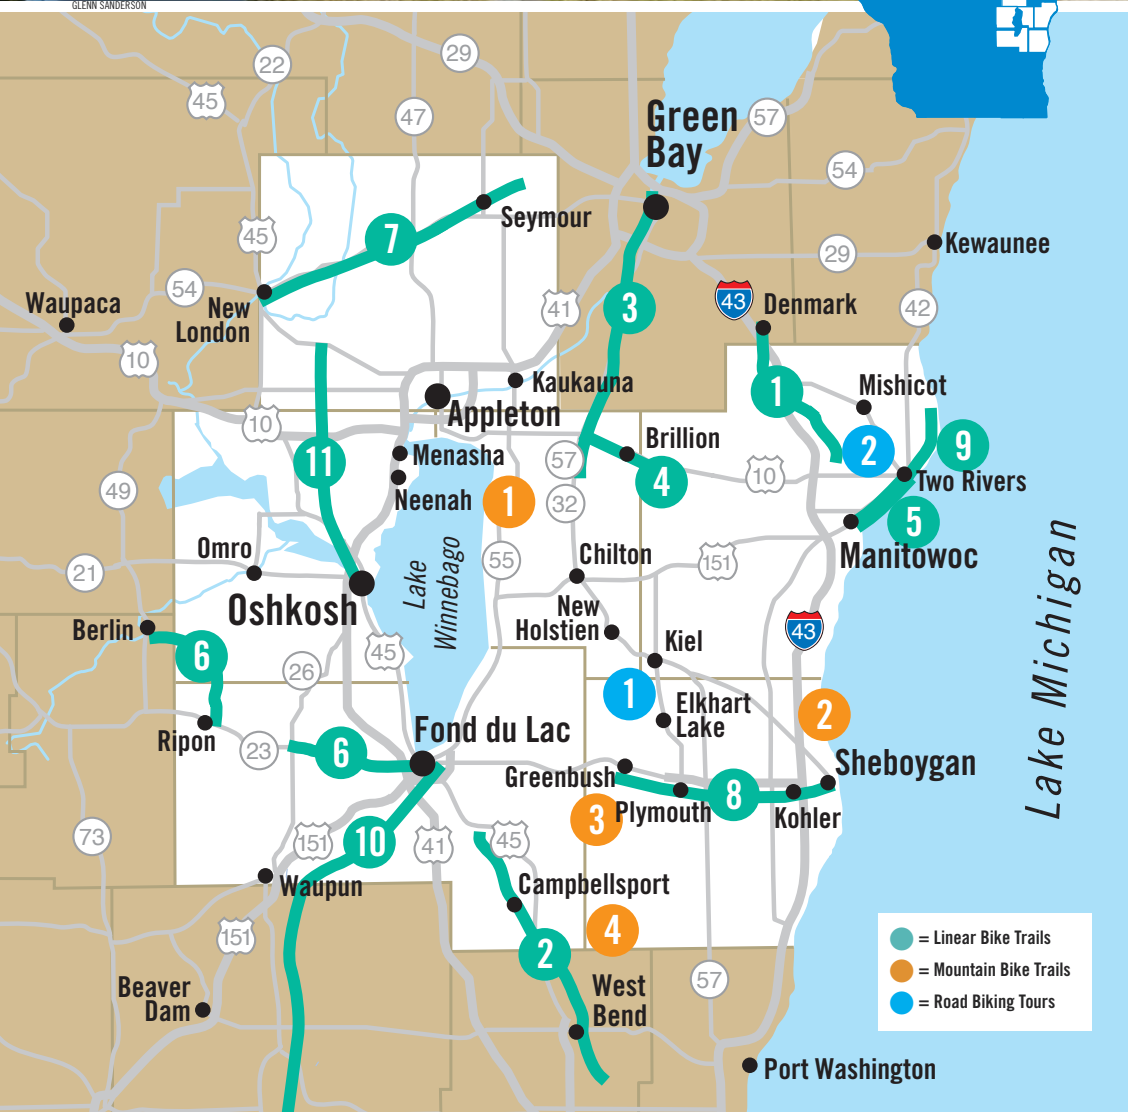 GLENN SANDERSON
29
22
45
47
57
Green
Bay
54
7
Seymour
45
29
Kewaunee
54
New
London
Waupaca
41
3
43
Denmark
42
10
Kaukauna
1
Mishicot
Appleton
10
Brillion
2
9
11
Menasha
57
4
10
Two Rivers
Neenah
1
49
32
5
Manitowoc
Omro
21
55
Chilton
151
Lake
Winnebago
Oshkosh
New
Holstien
Berlin
43
Kiel
6
45
26
1
Elkhart
Lake
2
Lake Michigan
Ripon
23
6
Fond du Lac
Sheboygan
Greenbush
8
Plymouth
Kohler
3
73
151
10
41
45
Waupun
Campbellsport
4
151
2
57
= Linear Bike Trails
= Mountain Bike Trails
= Road Biking Tours
Beaver
Dam
West
Bend
Port Washington